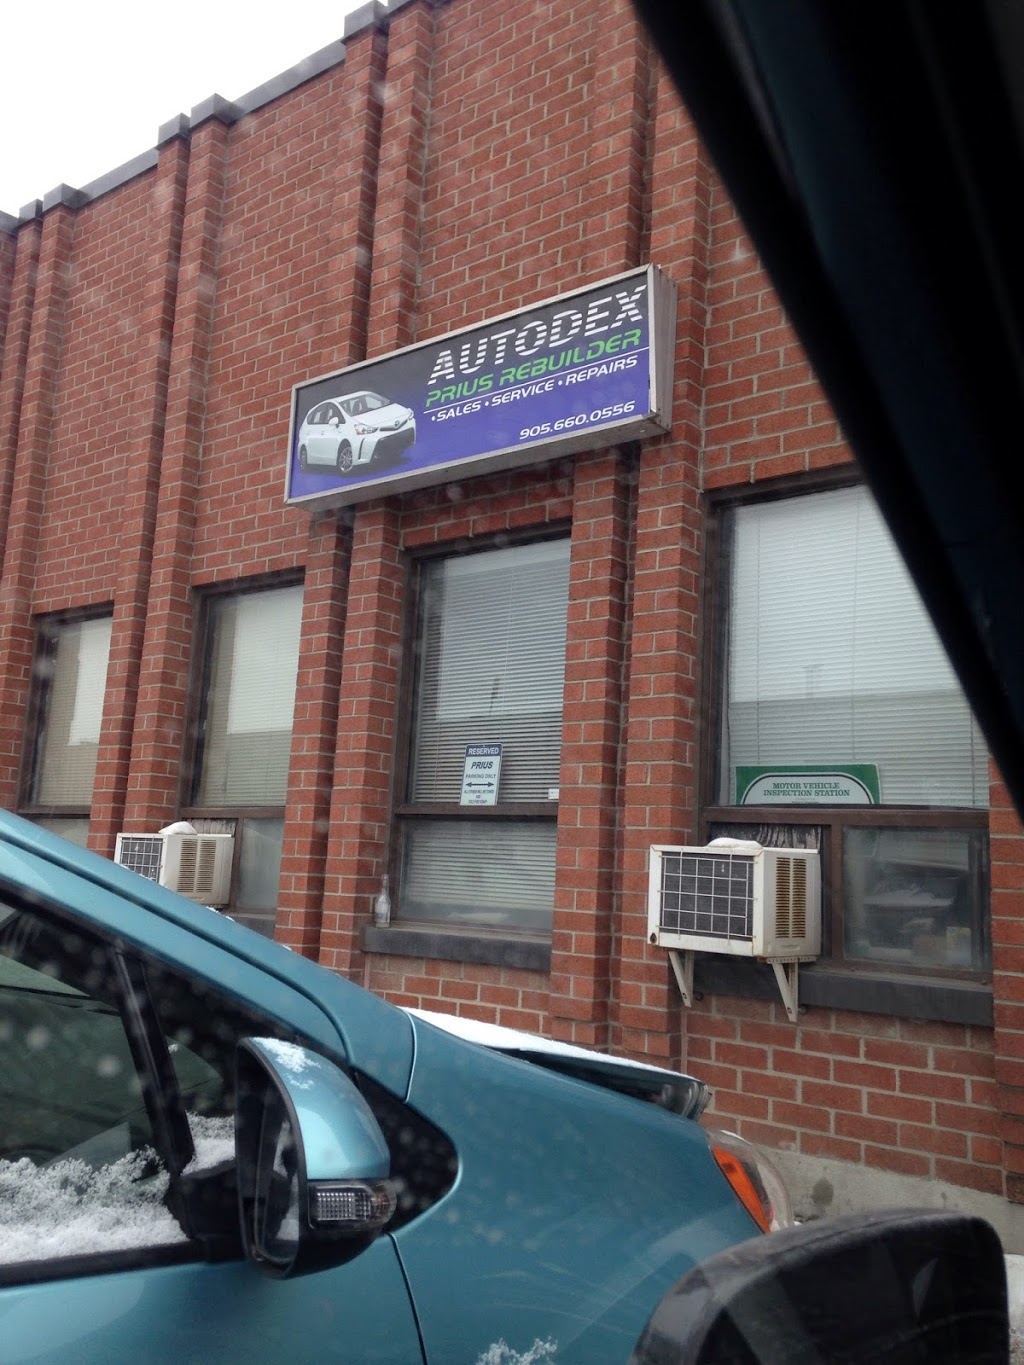 AUTODEX
PRIUS REBUILDER
• SALES • SERVICE • REPAIRS
905.660.0556
RESERVED
PRIUS
PARKING ONLY
MOTOR VEHICLE
INSPECTION STATION